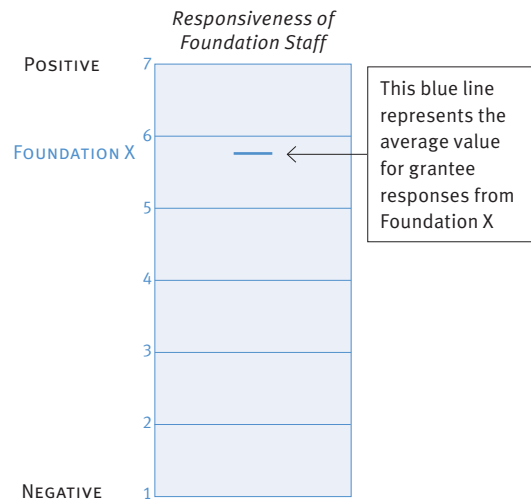 Responsiveness of
Foundation Staff
POSITIVE
7
6
FOUNDATION X
5
4
3
2
NEGATIVE
1
This blue line
represents the
average value
for grantee
responses from
Foundation X